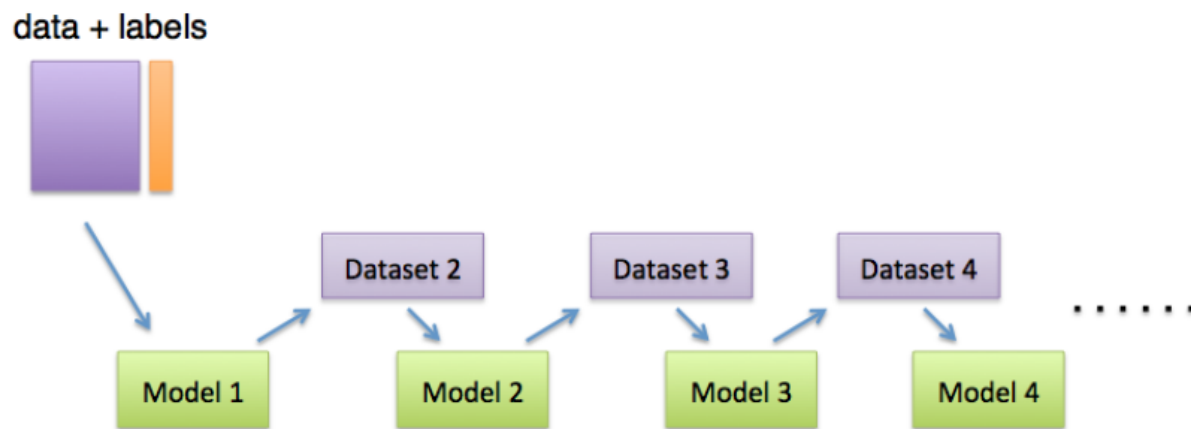 data + labels
Dataset 2
Dataset 3
Dataset 4
......
Model 1
Model 2
Model 3
Model 4